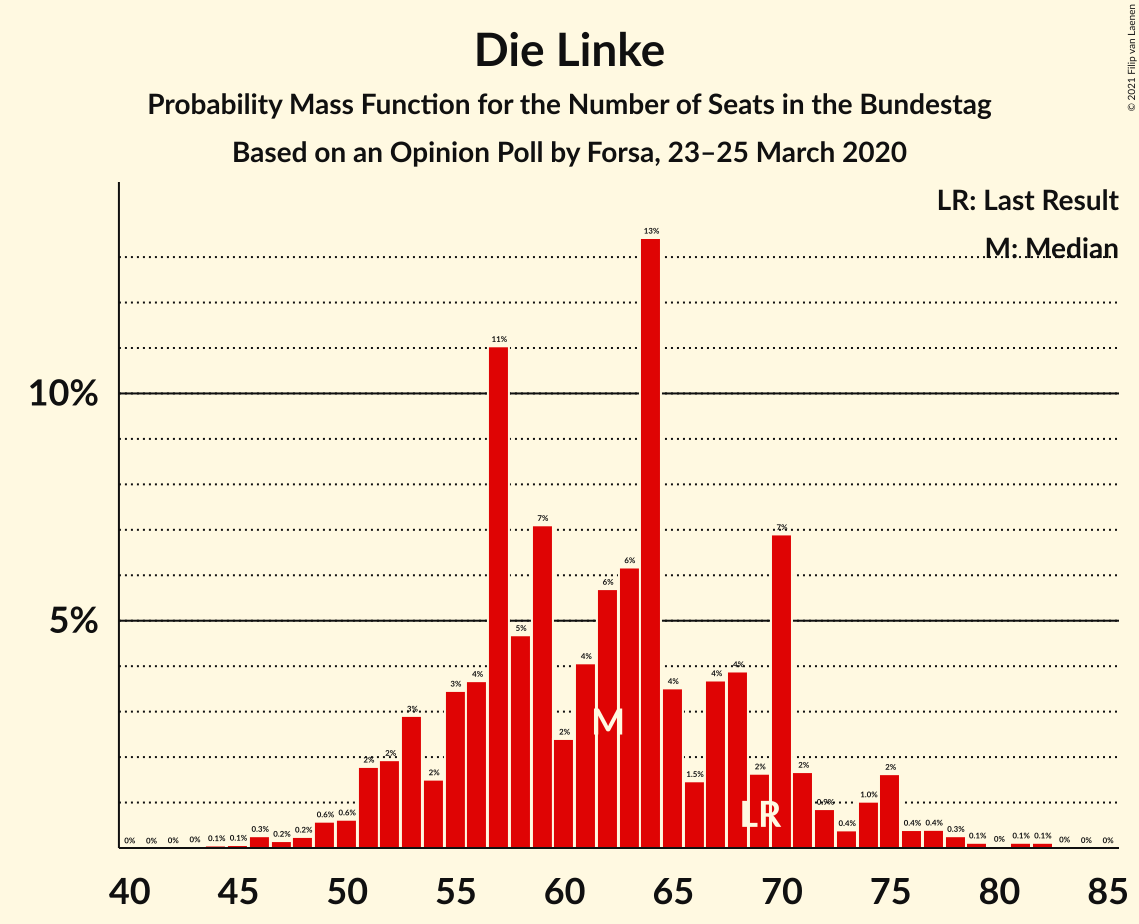 © 2021 Filip van Laenen
Die Linke
Probability Mass Function for the Number of Seats in the Bundestag
Based on an Opinion Poll by Forsa, 23–25 March 2020
LR: Last Result
M: Median
10%
5%
0% 0% 0% 0% 0.1% 0.1% 0.3% 0.2% 0.2% 0.6% 0.6% 2% 2% 3% 2% 3% 4% 11% 5% 7% 2% 4% 6% 6% 13% 4% 1.5% 4% 4% 2% 7% 2% 0.9% 0.4% 1.0% 2% 0.4% 0.4% 0.3% 0.1% 0% 0.1% 0.1% 0% 0% 0%
M
LR
40 45 50 55 60 65 70 75 80 85